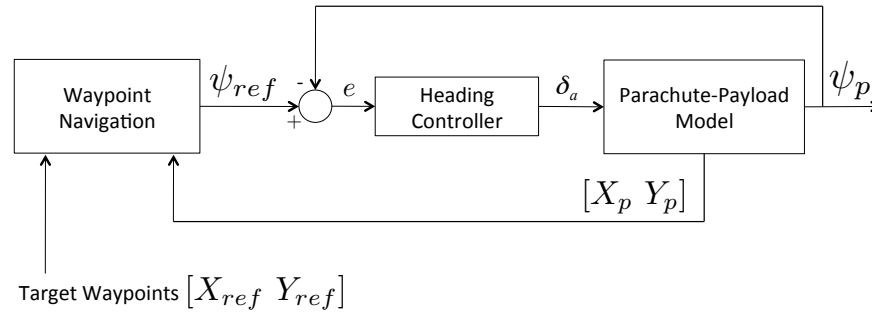 Waypoint
Navigation
ψ_ref
-
+
e
Heading
Controller
δ_a
Parachute-Payload
Model
ψ_p
[X_p Y_p]
Target Waypoints [X_ref Y_ref]